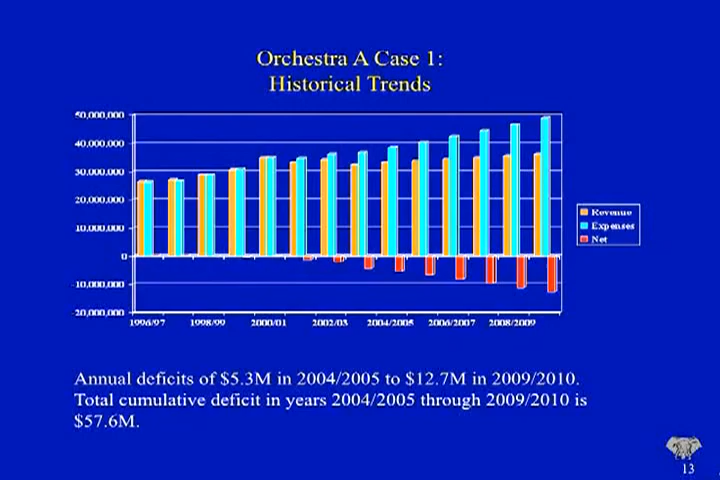 Orchestra A Case 1:
Historical Trends
50,000,000
40,000,000
30,000,000
20,000,000
10,000,000
0
-10,000,000
-20,000,000
1996/97 1998/99 2000/01 2002/03 2004/2005 2006/2007 2008/2009
Revenue
Expenses
Net
Annual deficits of $5.3M in 2004/2005 to $12.7M in 2009/2010.
Total cumulative deficit in years 2004/2005 through 2009/2010 is
$57.6M.
13